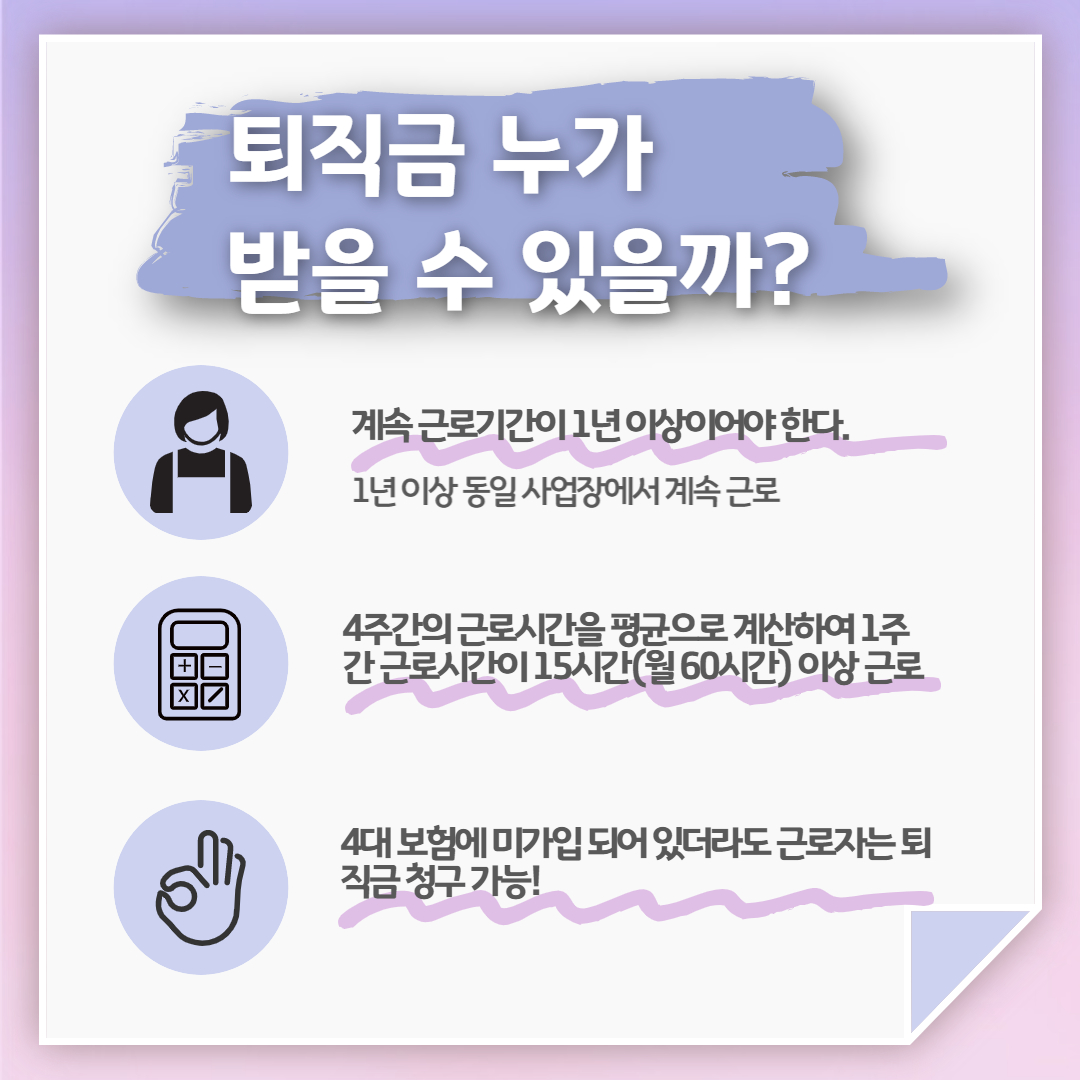 퇴직금 누가
받을 수 있을까?
계속 근로기간이 1년 이상이어야 한다.
1년 이상 동일 사업장에서 계속 근로
4주간의 근로시간을 평균으로 계산하여 1주
간 근로시간이 15시간(월 60시간) 이상 근로
4대 보험에 미가입 되어 있더라도 근로자는 퇴
직금 청구 가능!